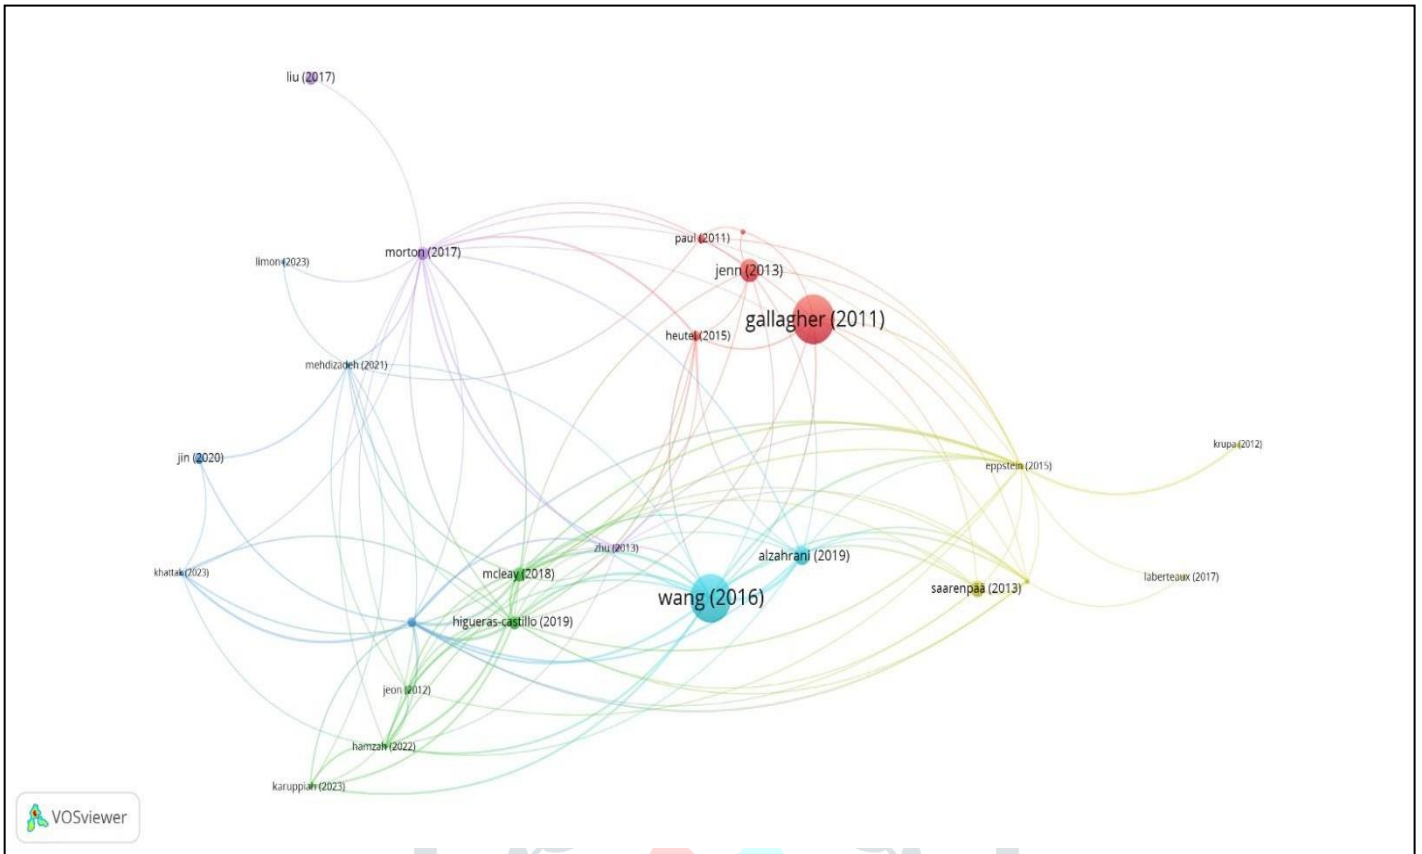 liu (2017)
morton (2017)
paul (2011)
limon (2023)
jenn (2013)
gallagher (2011)
heutel (2015)
mehdizadeh (2021)
krupa (2012)
jin (2020)
eppstein (2015)
zhu (2013)
alzahrani (2019)
khattak (2023)
mcleay (2018)
laberteaux (2017)
saarenpää (2013)
wang (2016)
higueras-castillo (2019)
jeon (2012)
hamzah (2022)
karuppiah (2023)
VOSviewer